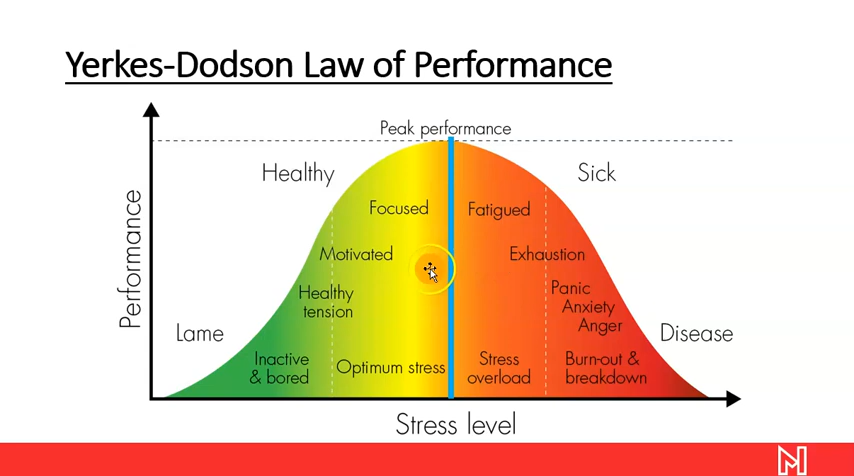 Yerkes-Dodson Law of Performance
Peak performance
Healthy
Sick
Focused
Fatigued
Motivated
Exhaustion
Healthy
tension
Panic
Anxiety
Anger
Lame
Disease
Inactive
& bored
Optimum stress
Stress
overload
Burn-out &
breakdown
Performance
Stress level